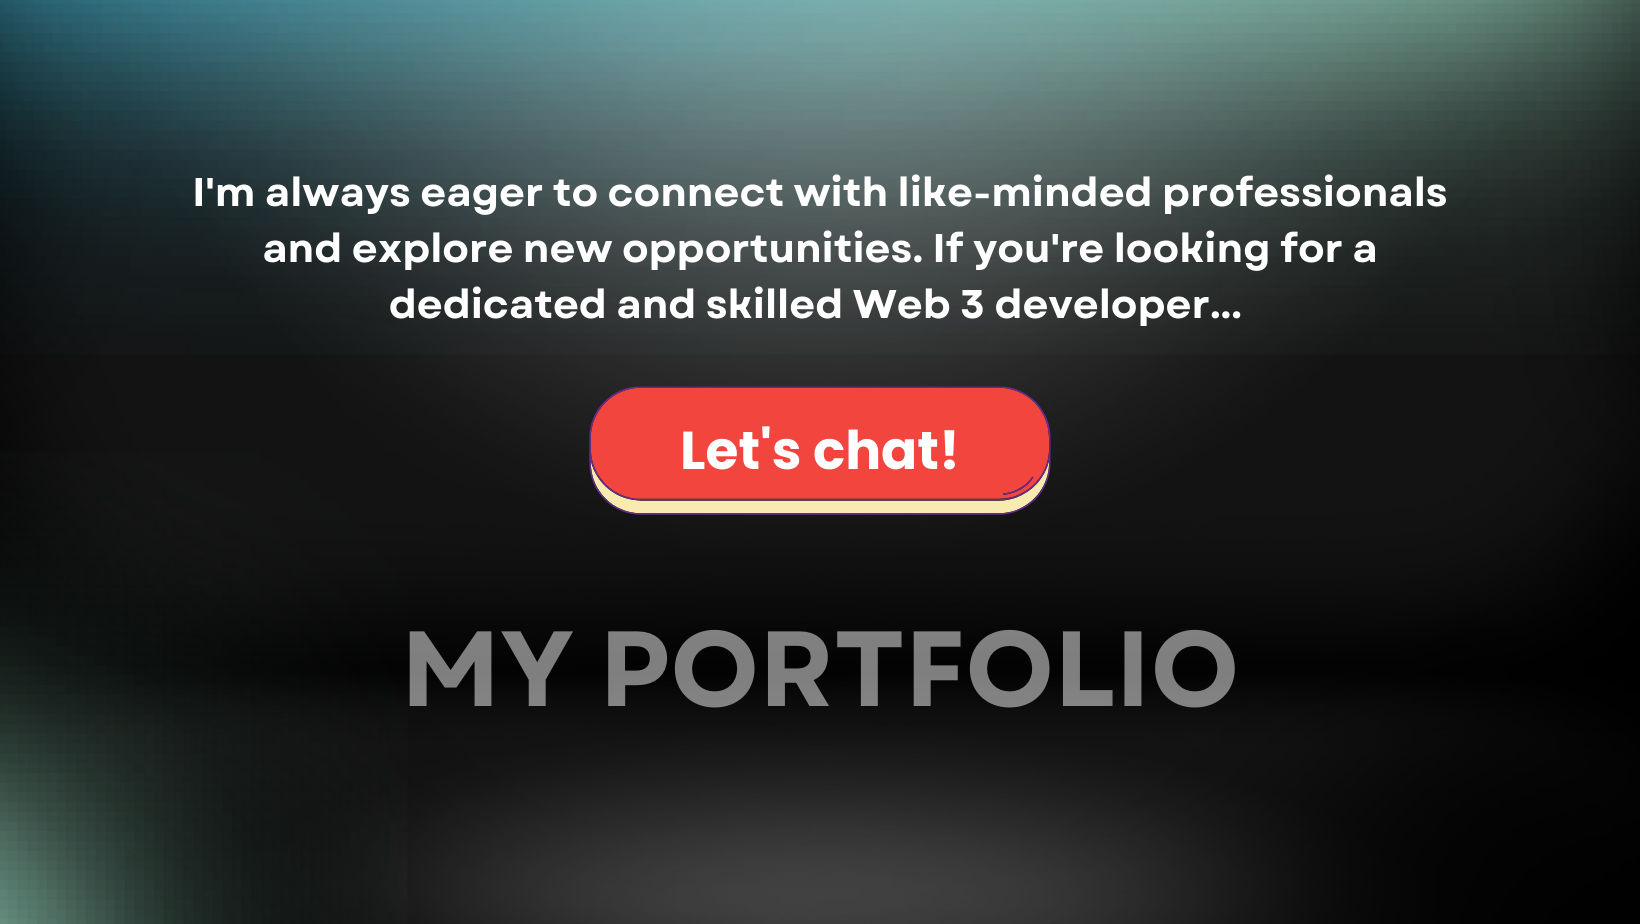 I'm always eager to connect with like-minded professionals
and explore new opportunities. If you're looking for a
dedicated and skilled Web 3 developer...
Let's chat!
MY PORTFOLIO